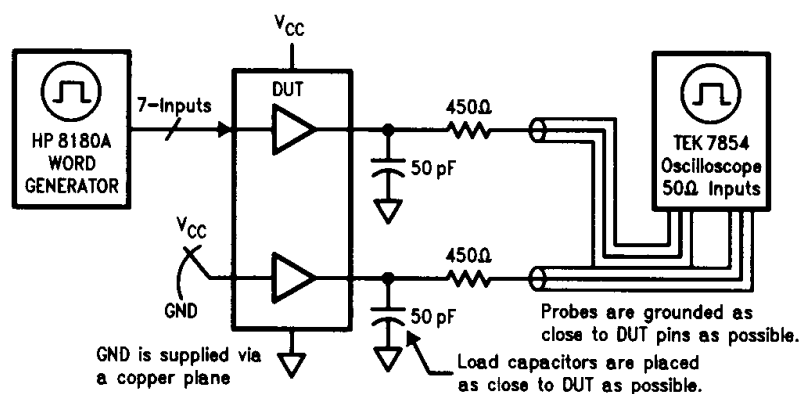 VCC
DUT
HP 8180A
WORD
GENERATOR
7-Inputs
450Ω
50 pF
TEK 7854
Oscilloscope
50Ω Inputs
VCC
GND
450Ω
50 pF
Probes are grounded as
close to DUT pins as possible.
GND is supplied via
a copper plane
Load capacitors are placed
as close to DUT as possible.